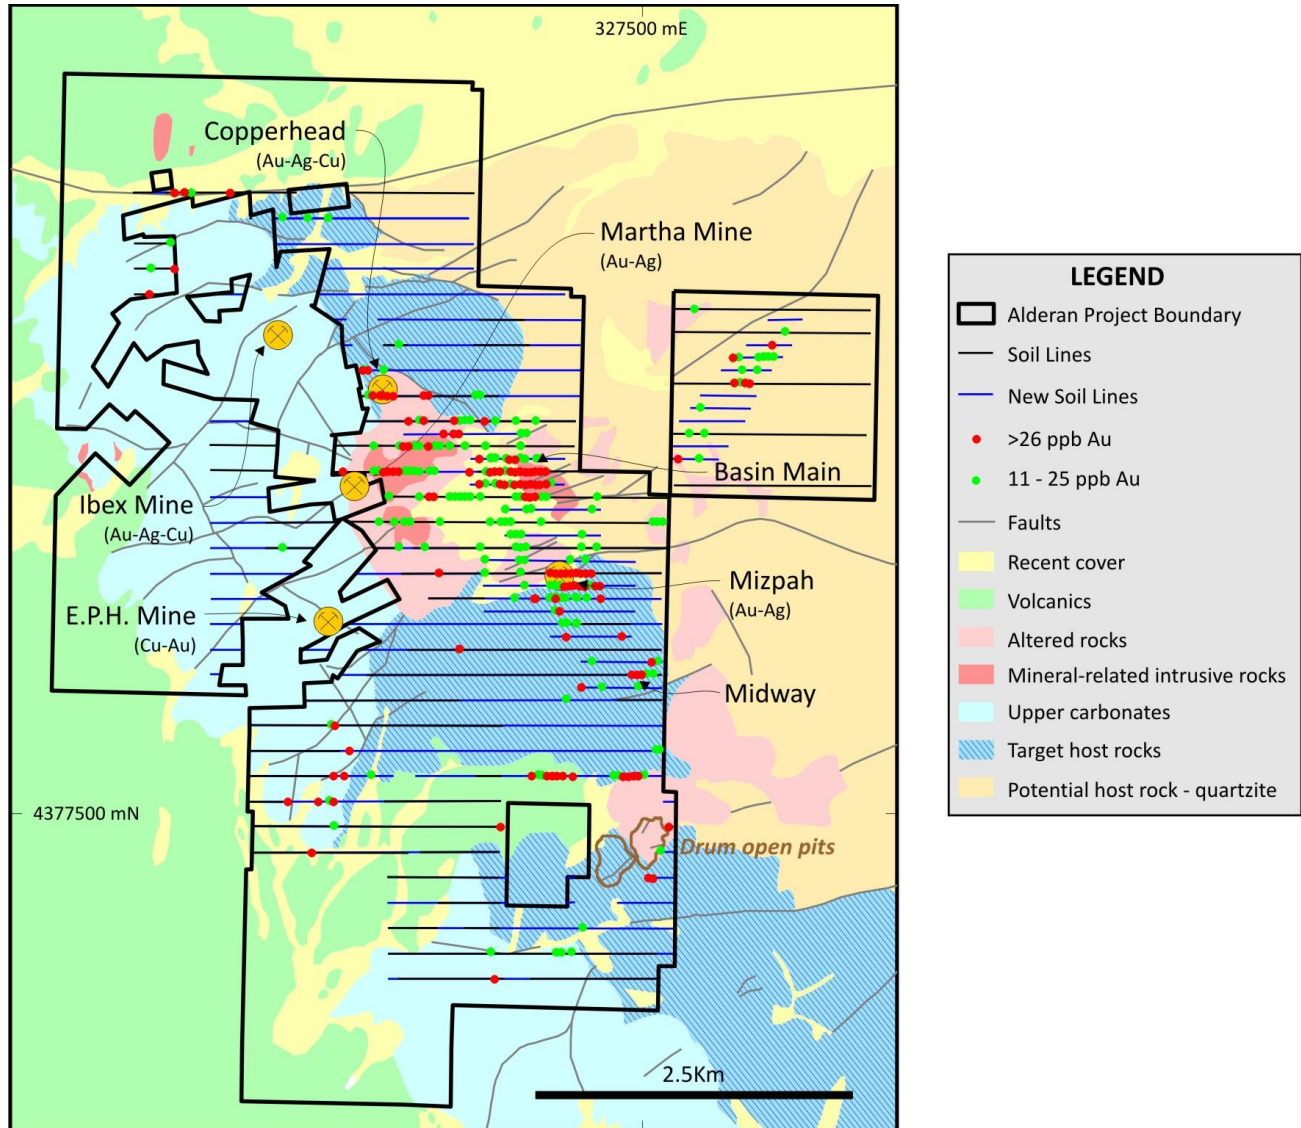 327500 mE
Copperhead
(Au-Ag-Cu)
Martha Mine
(Au-Ag)
Basin Main
Ibex Mine
(Au-Ag-Cu)
Mizpah
(Au-Ag)
E.P.H. Mine
(Cu-Au)
Midway
4377500 mN
Drum open pits
2.5Km
LEGEND
Alderan Project Boundary
Soil Lines
New Soil Lines
>26 ppb Au
11 - 25 ppb Au
Faults
Recent cover
Volcanics
Altered rocks
Mineral-related intrusive rocks
Upper carbonates
Target host rocks
Potential host rock - quartzite